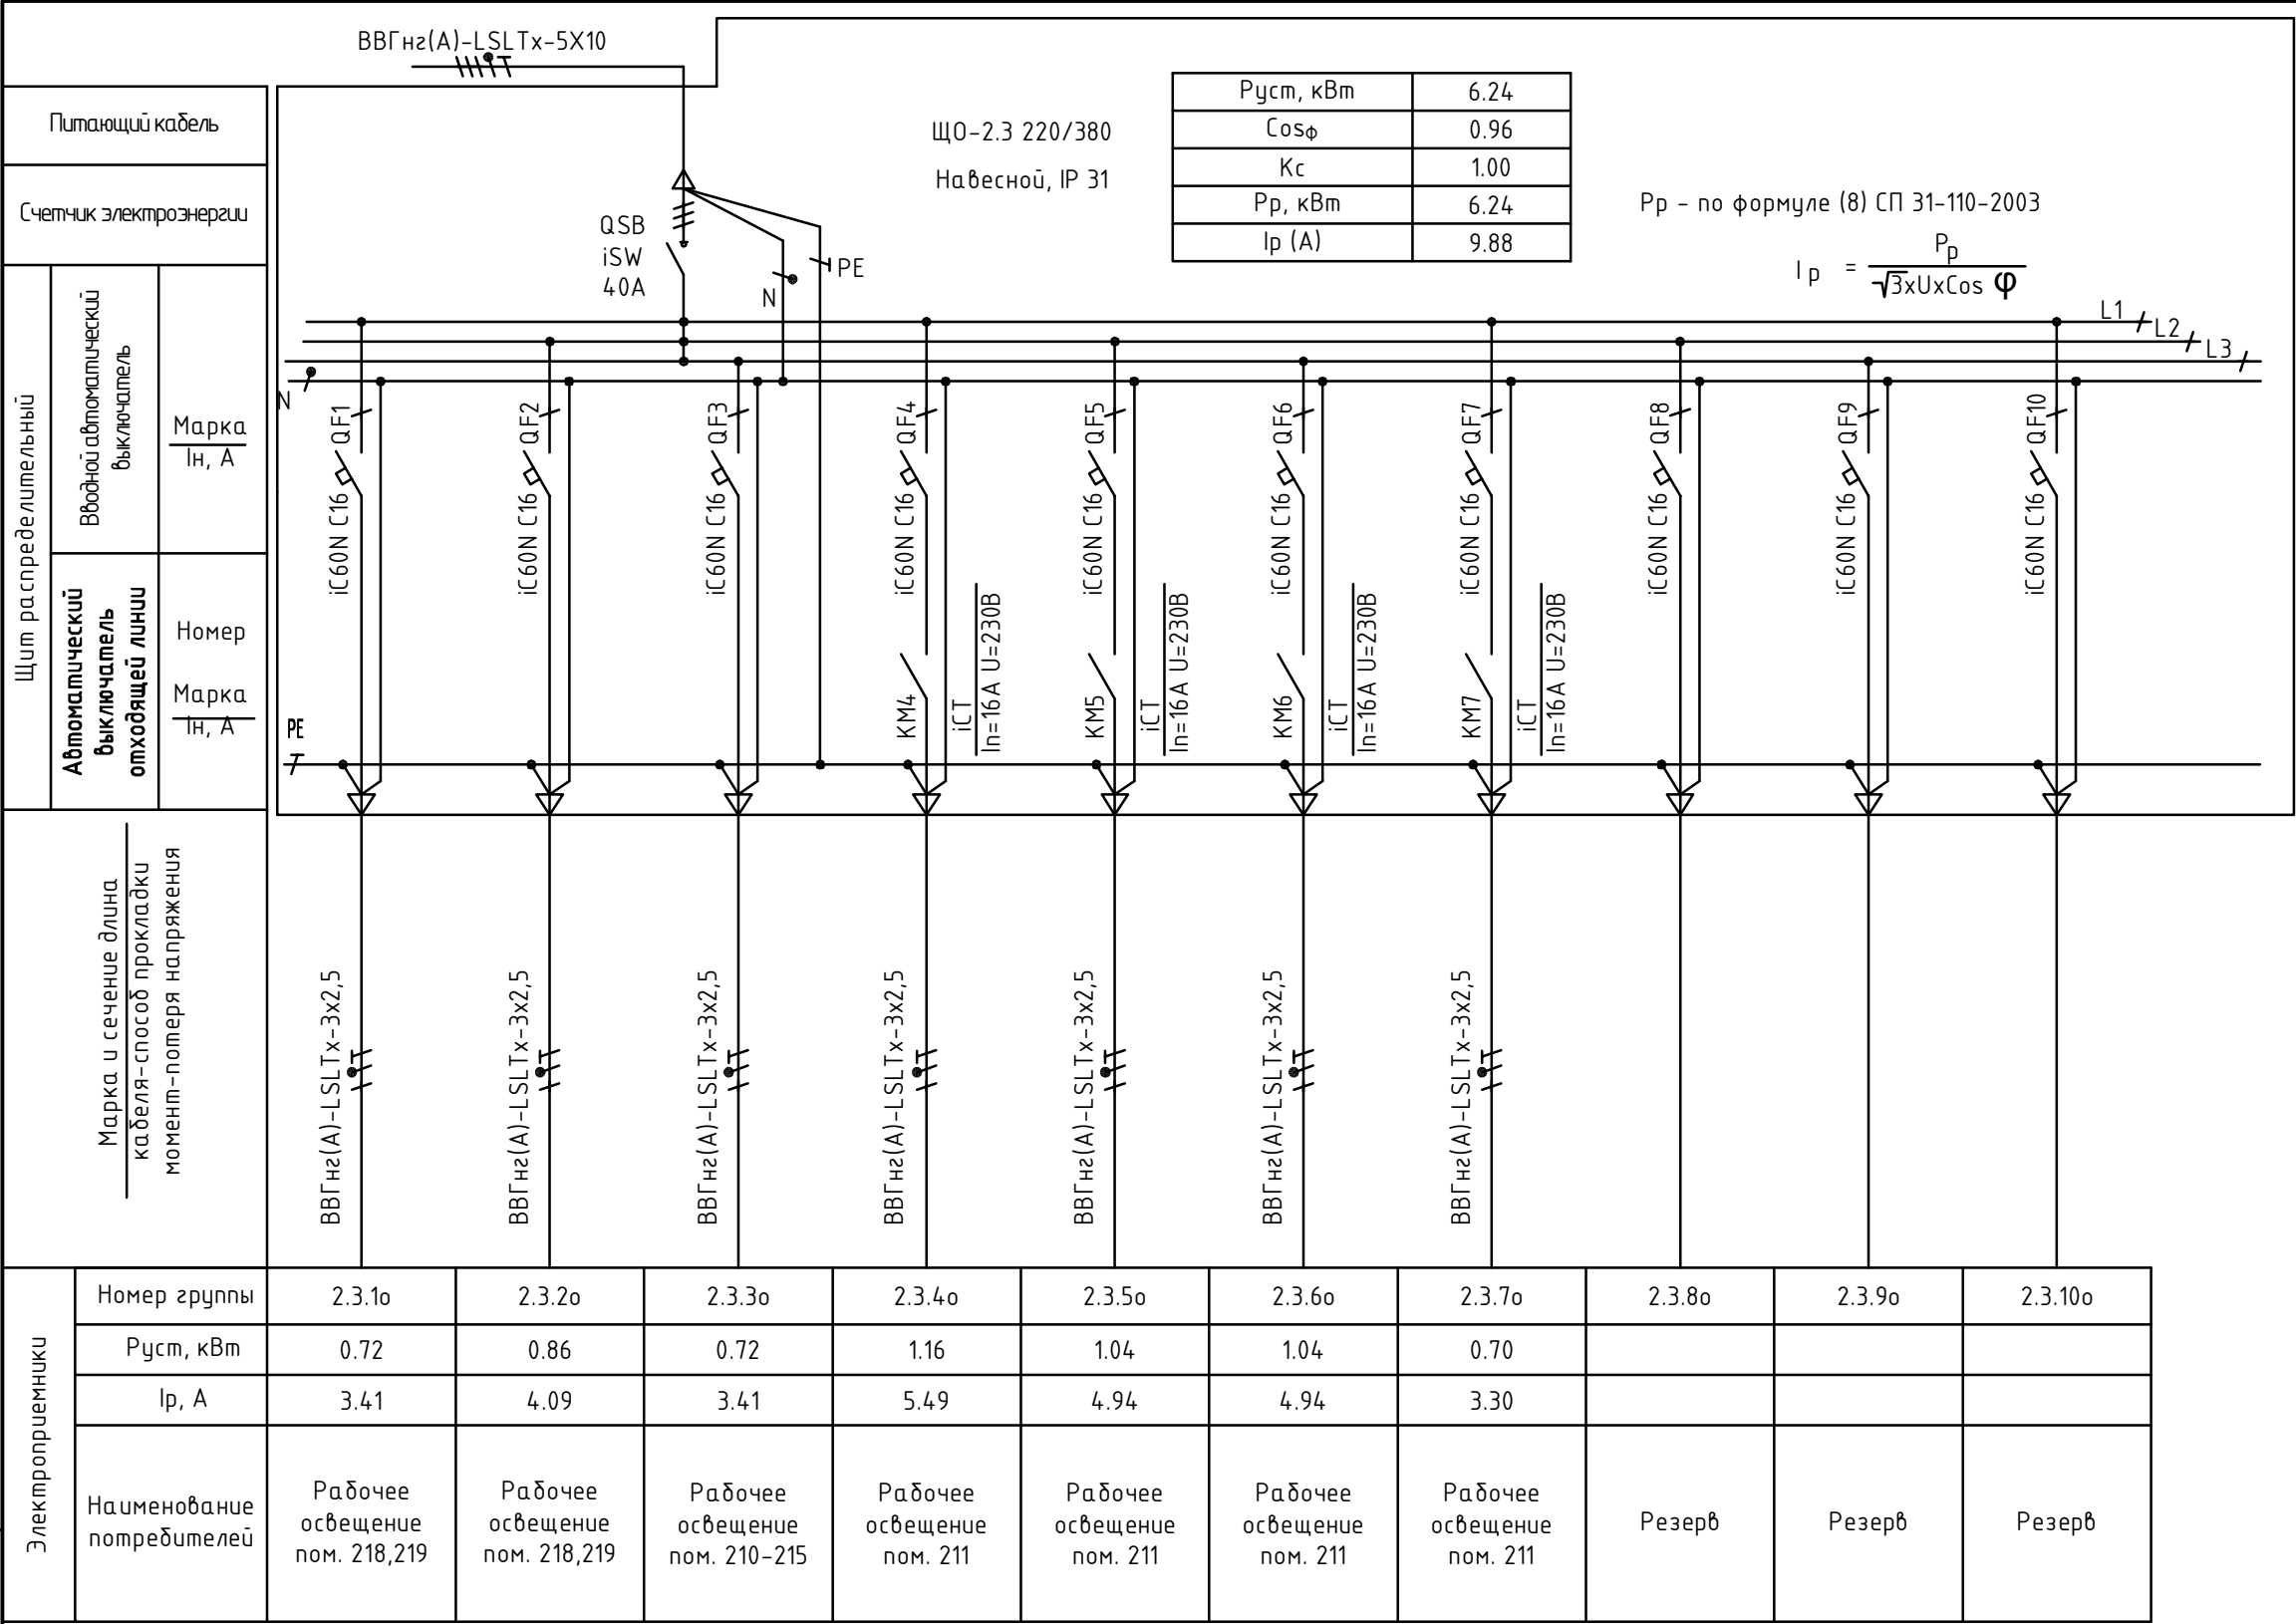 ВВГнг(А)-LSLTx-5Х10
Питающий кабель
Счетчик электроэнергии
Щит распределительный
Вводной автоматический
выключатель
Марка
Iн, А
Автоматический
выключатель
отходящей линии
Номер
Марка
Iн, А
ЩО-2.3 220/380
Навесной, IP 31
Руст, кВт 6.24
Cosφ 0.96
Кс 1.00
Рр, кВт 6.24
Iр (А) 9.88
Рр - по формуле (8) СП 31-110-2003
I р = Рр / √3xUxCos φ
QSB
iSW
40A
N
PE
L1
L2
L3
N
PE
QF1
iC60N C16
QF2
iC60N C16
QF3
iC60N C16
QF4
iC60N C16
KM4
iCT
In=16A U=230В
QF5
iC60N C16
KM5
iCT
In=16A U=230В
QF6
iC60N C16
KM6
iCT
In=16A U=230В
QF7
iC60N C16
KM7
iCT
In=16A U=230В
QF8
iC60N C16
QF9
iC60N C16
QF10
iC60N C16
Марка и сечение длина
кабеля-способ прокладки
момент-потеря напряжения
ВВГнг(А)-LSLTx-3x2,5
ВВГнг(А)-LSLTx-3x2,5
ВВГнг(А)-LSLTx-3x2,5
ВВГнг(А)-LSLTx-3x2,5
ВВГнг(А)-LSLTx-3x2,5
ВВГнг(А)-LSLTx-3x2,5
ВВГнг(А)-LSLTx-3x2,5
Электроприемники
Номер группы 2.3.1о 2.3.2о 2.3.3о 2.3.4о 2.3.5о 2.3.6о 2.3.7о 2.3.8о 2.3.9о 2.3.10о
Руст, кВт 0.72 0.86 0.72 1.16 1.04 1.04 0.70
Iр, А 3.41 4.09 3.41 5.49 4.94 4.94 3.30
Наименование
потребителей
Рабочее
освещение
пом. 218,219
Рабочее
освещение
пом. 218,219
Рабочее
освещение
пом. 210-215
Рабочее
освещение
пом. 211
Рабочее
освещение
пом. 211
Рабочее
освещение
пом. 211
Рабочее
освещение
пом. 211
Резерв
Резерв
Резерв